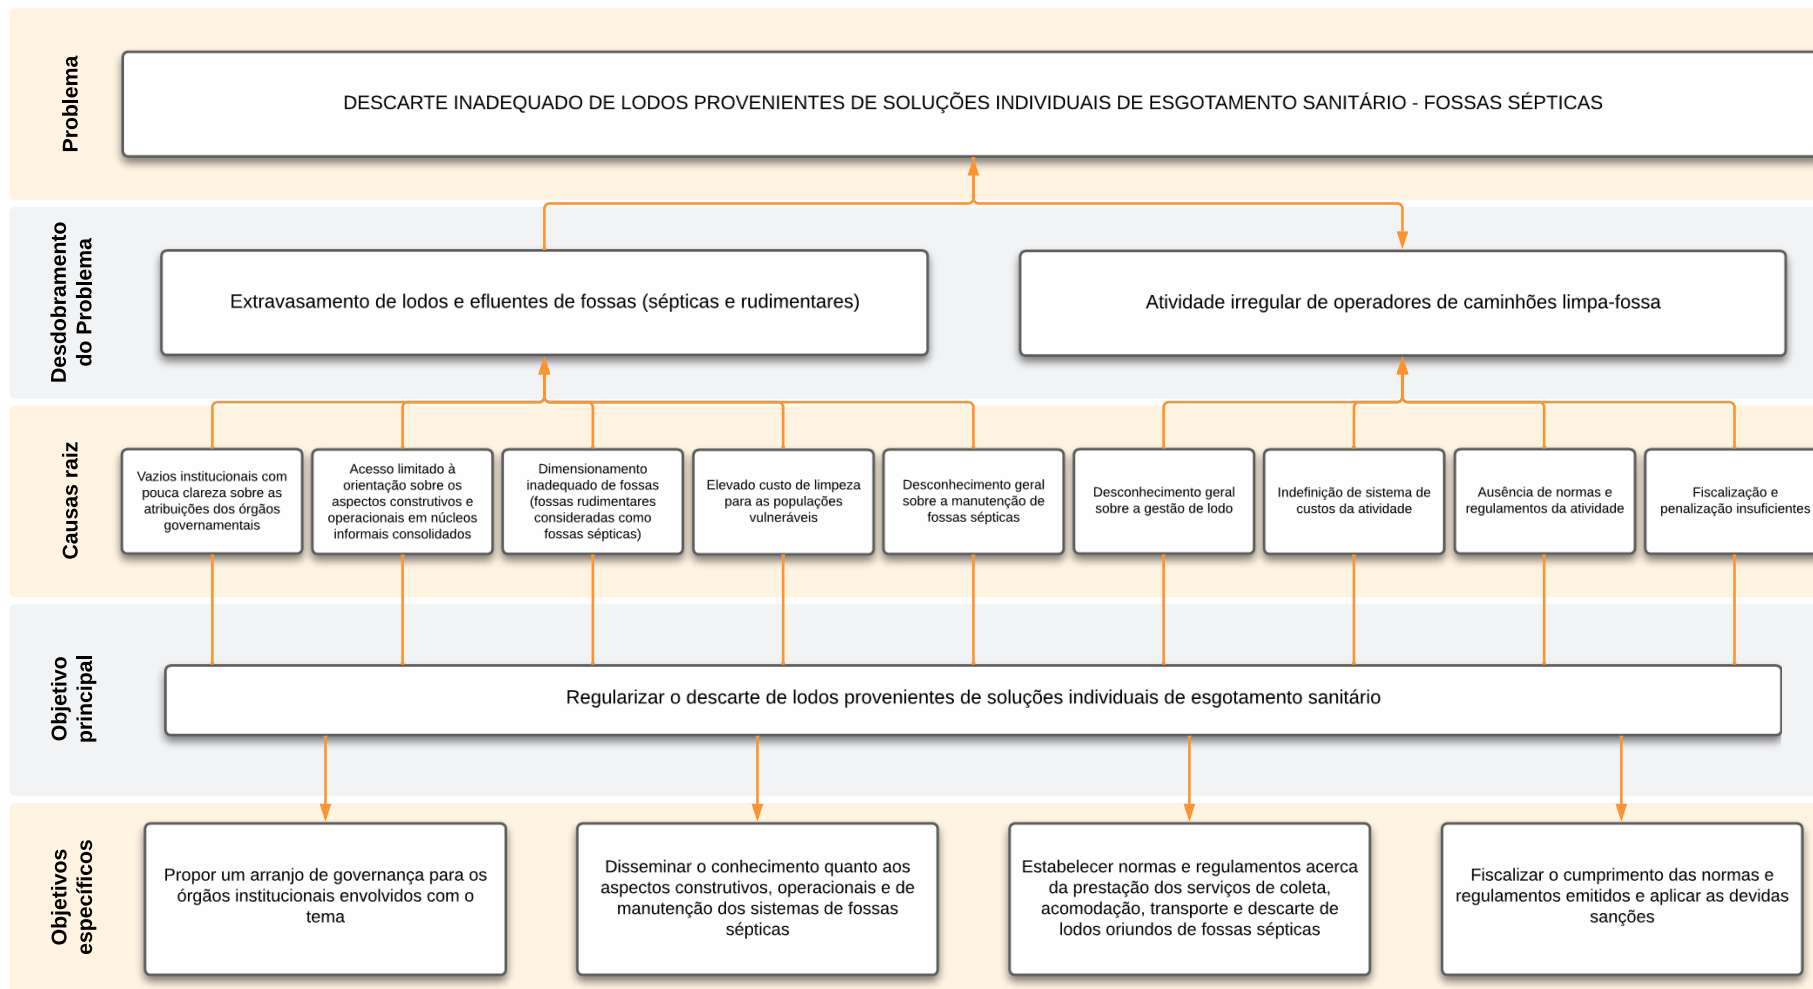 Problema
DESCARTE INADEQUADO DE LODOS PROVENIENTES DE SOLUÇÕES INDIVIDUAIS DE ESGOTAMENTO SANITÁRIO - FOSSAS SÉPTICAS
Desdobramento
do Problema
Extravasamento de lodos e efluentes de fossas (sépticas e rudimentares)
Atividade irregular de operadores de caminhões limpa-fossa
Causas raiz
Vazios institucionais com
pouca clareza sobre as
atribuições dos órgãos
governamentais
Acesso limitado à
orientação sobre os
aspectos construtivos e
operacionais em núcleos
informais consolidados
Dimensionamento
inadequado de fossas
(fossas rudimentares
consideradas como
fossas sépticas)
Elevado custo de limpeza
para as populações
vulneráveis
Desconhecimento geral
sobre a manutenção de
fossas sépticas
Desconhecimento geral
sobre a gestão de lodo
Indefinição de sistema de
custos da atividade
Ausência de normas e
regulamentos da atividade
Fiscalização e
penalização insuficientes
Objetivo
principal
Regularizar o descarte de lodos provenientes de soluções individuais de esgotamento sanitário
Objetivos
específicos
Propor um arranjo de governança para os
órgãos institucionais envolvidos com o
tema
Disseminar o conhecimento quanto aos
aspectos construtivos, operacionais e de
manutenção dos sistemas de fossas
sépticas
Estabelecer normas e regulamentos acerca
da prestação dos serviços de coleta,
acomodação, transporte e descarte de
lodos oriundos de fossas sépticas
Fiscalizar o cumprimento das normas e
regulamentos emitidos e aplicar as devidas
sanções